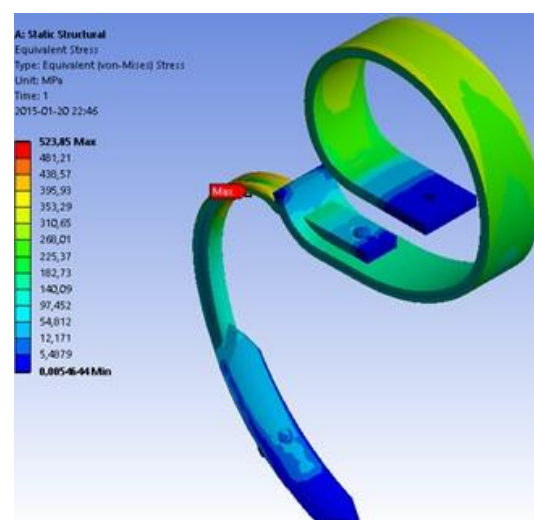 A: Static Structural
Equivalent Stress
Type: Equivalent (von-Mises) Stress
Unit: MPa
Time: 1
2015-01-20 22:46
523,85 Max
481,21
438,57
395,93
353,29
310,65
268,01
225,37
182,73
140,09
97,452
54,812
12,171
5,4879
0,0054644 Min
Max